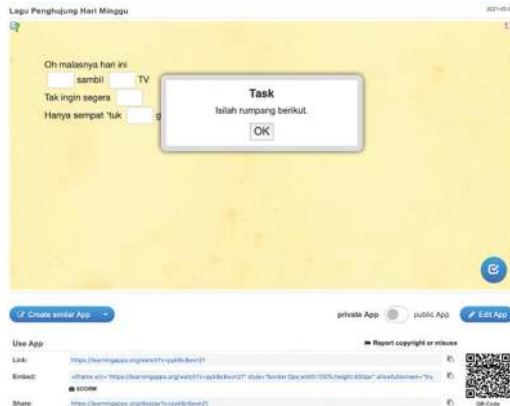 Lagu Penghujung Hari Minggu
Oh malasnya hari ini
sambil TV
Tak ingin segera
Hanya sempat 'tuk g
Task
Isilah rumpang berikut.
OK
Create similar App
private App public App Edit App
Use App
Report copyright or misuse
Link:
Embed:
SCORM
Share:
QR-Code